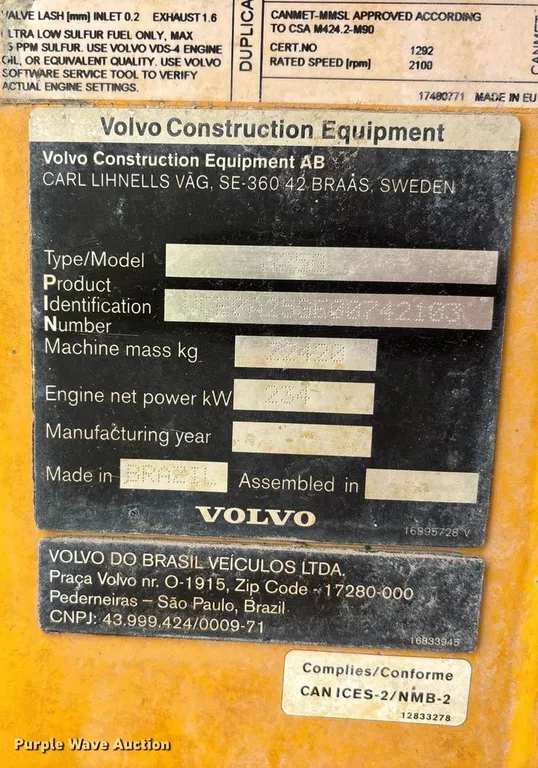 VALVE LASH [mm] INLET 0.2 EXHAUST 1.6
ULTRA LOW SULFUR FUEL ONLY, MAX
5 PPM SULFUR. USE VOLVO VDS-4 ENGINE
OIL, OR EQUIVALENT QUALITY. USE VOLVO
SOFTWARE SERVICE TOOL TO VERIFY
ACTUAL ENGINE SETTINGS.
DUPLICA
CANMET-MMSL APPROVED ACCORDING
TO CSA M424.2-M90
CERT.NO 1292
RATED SPEED [rpm] 2100
17480771 MADE IN EU
CANMET
Volvo Construction Equipment
Volvo Construction Equipment AB
CARL LIHNELLS VÄG, SE-360 42 BRAÅS, SWEDEN
Type/Model
Product
Identification
Number
Machine mass kg
Engine net power kW 234
Manufacturing year
Made in BRAZIL Assembled in
VOLVO
16895728 V
VOLVO DO BRASIL VEÍCULOS LTDA.
Praça Volvo nr. O-1915, Zip Code - 17280-000
Pederneiras – São Paulo, Brazil
CNPJ: 43.999.424/0009-71
16833945
Complies/Conforme
CAN ICES-2/NMB-2
12833278
Purple Wave Auction